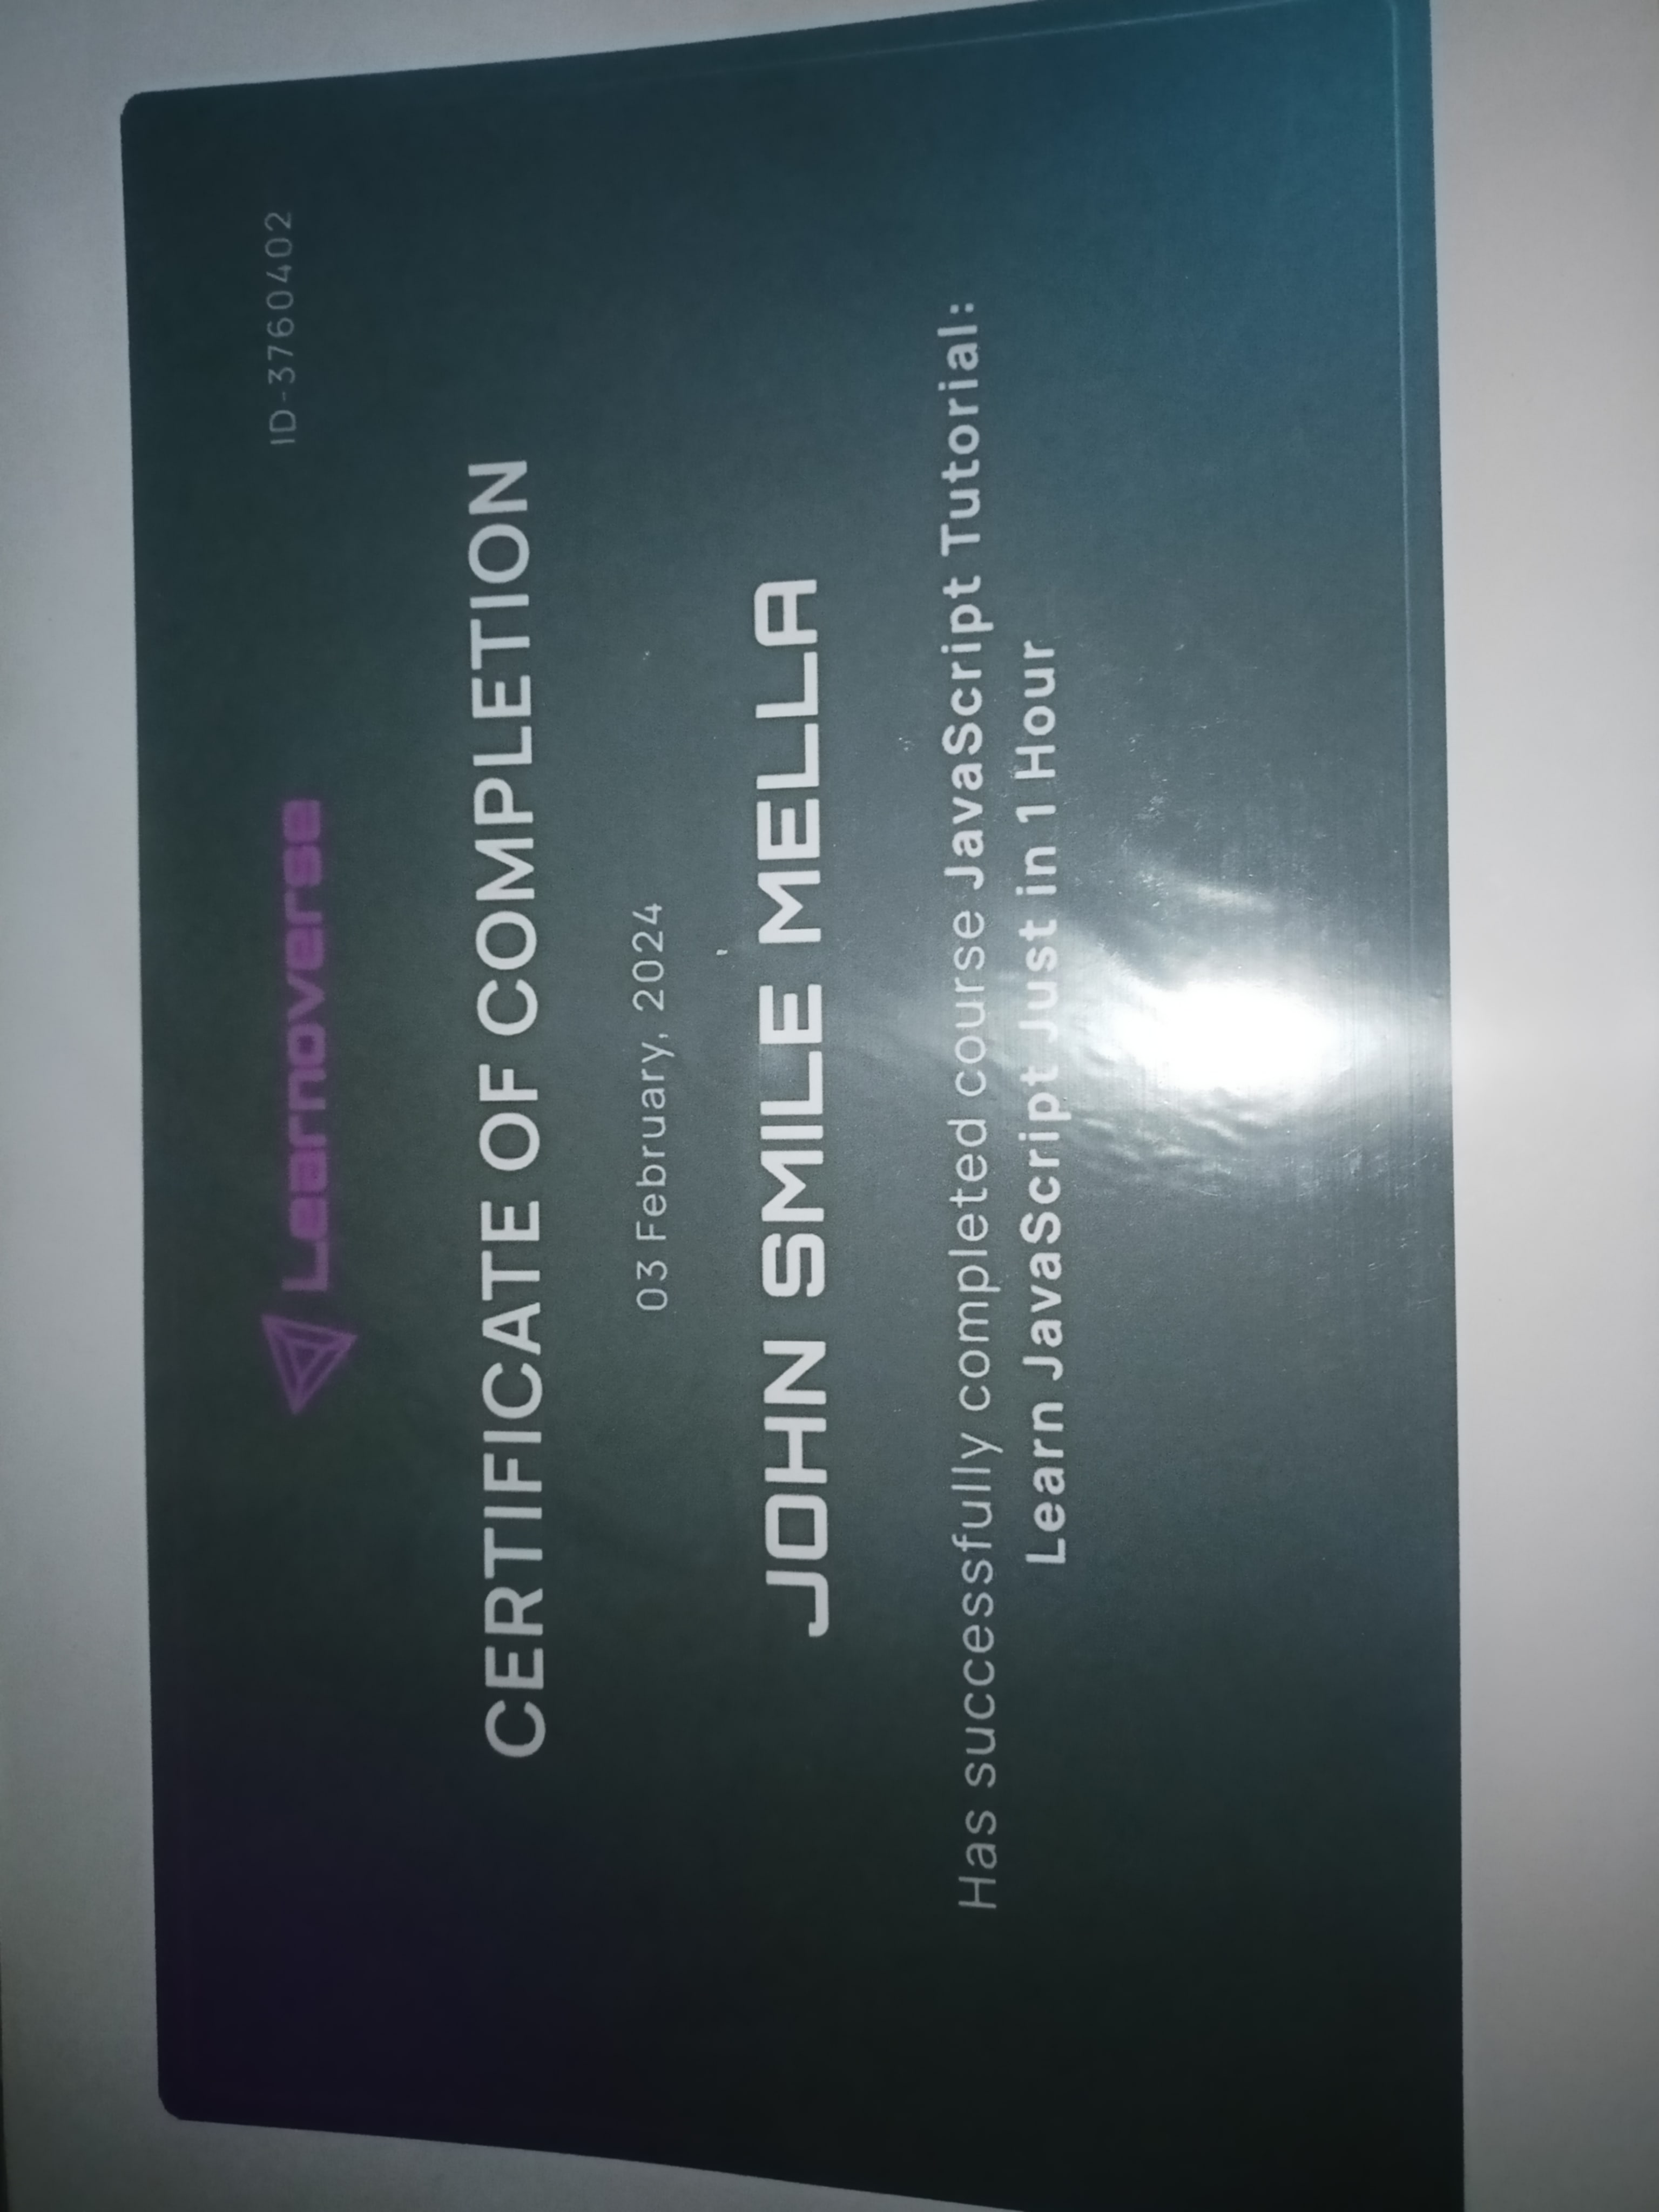 Learnoverse
ID-3760402
CERTIFICATE OF COMPLETION
03 February, 2024
JOHN SMILE MELLA
Has successfully completed course JavaScript Tutorial:
Learn JavaScript Just in 1 Hour